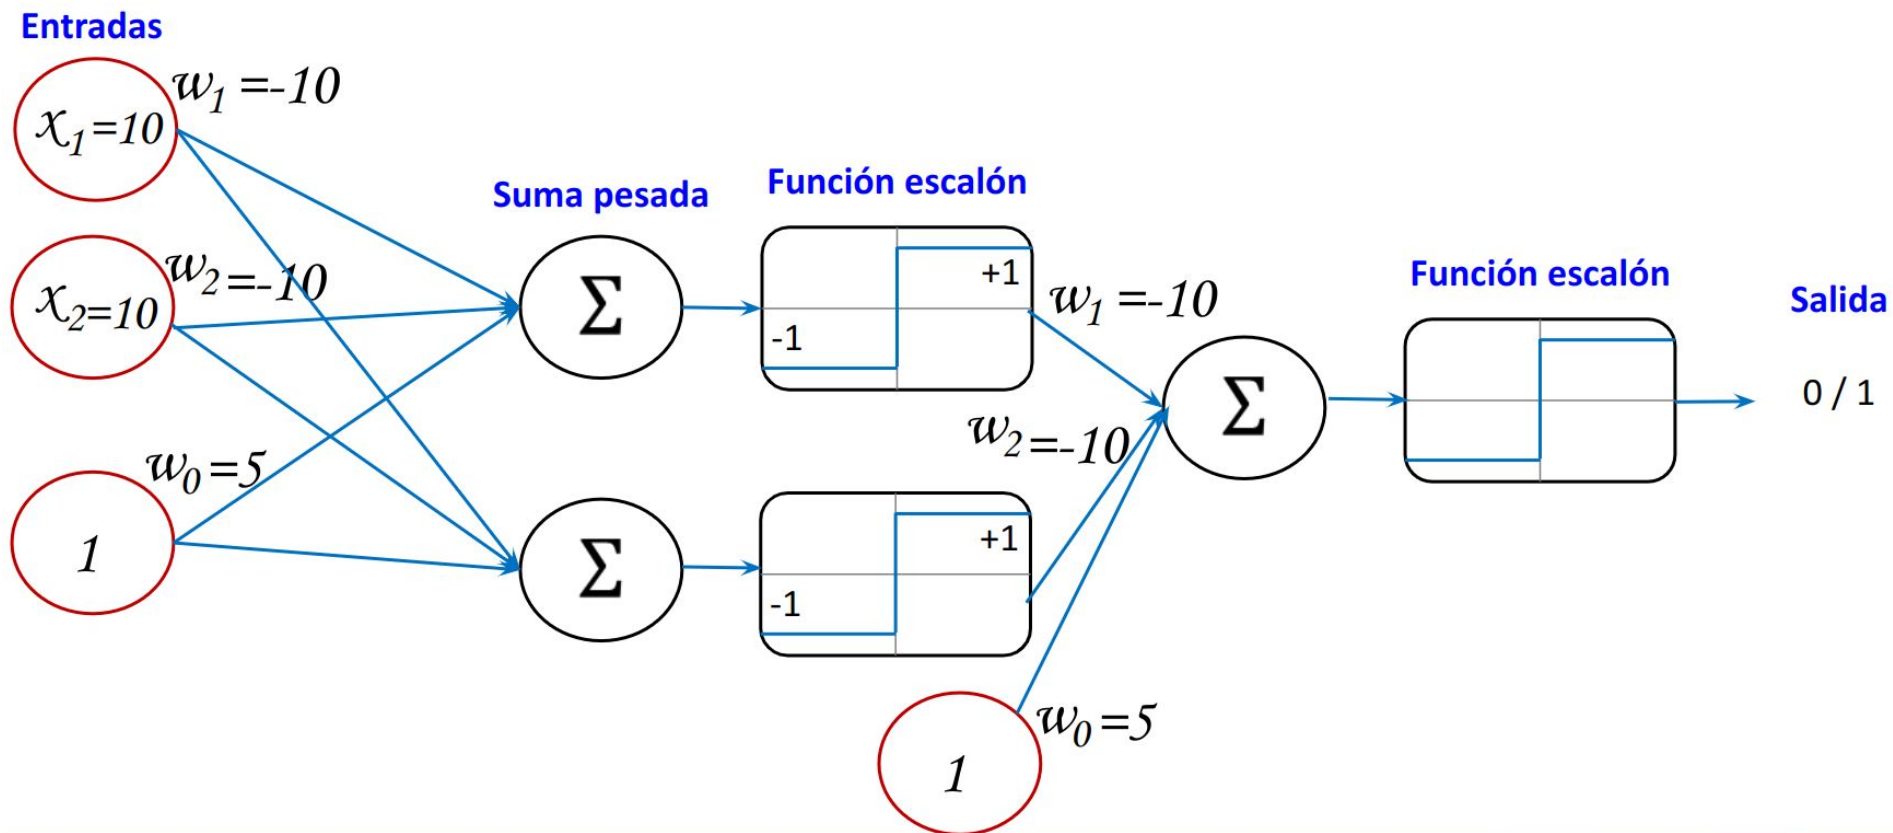 Entradas
w1 =-10
x1=10
Suma pesada
Función escalón
w2=-10
x2=10
Σ
+1
-1
w1 =-10
Función escalón
Salida
0 / 1
w2=-10
Σ
w0=5
1
Σ
+1
-1
w0=5
1